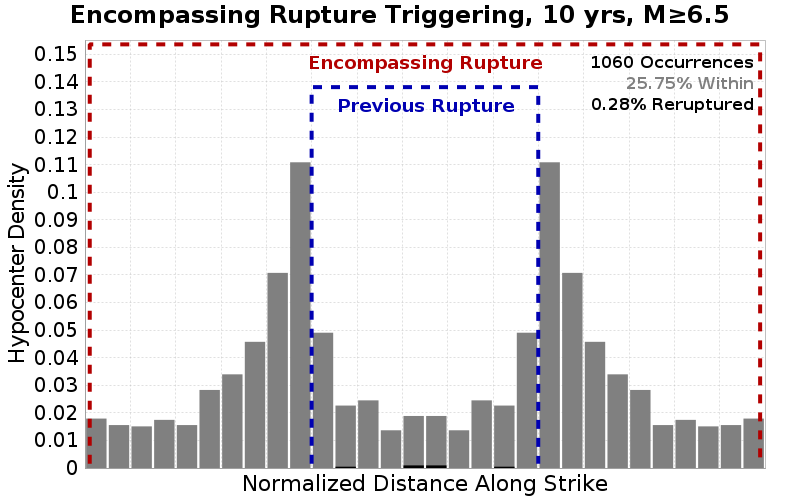 Encompassing Rupture Triggering, 10 yrs, M≥6.5
Encompassing Rupture
1060 Occurrences
25.75% Within
Previous Rupture
0.28% Reruptured
Hypocenter Density
0.15
0.14
0.13
0.12
0.11
0.1
0.09
0.08
0.07
0.06
0.05
0.04
0.03
0.02
0.01
0
Normalized Distance Along Strike